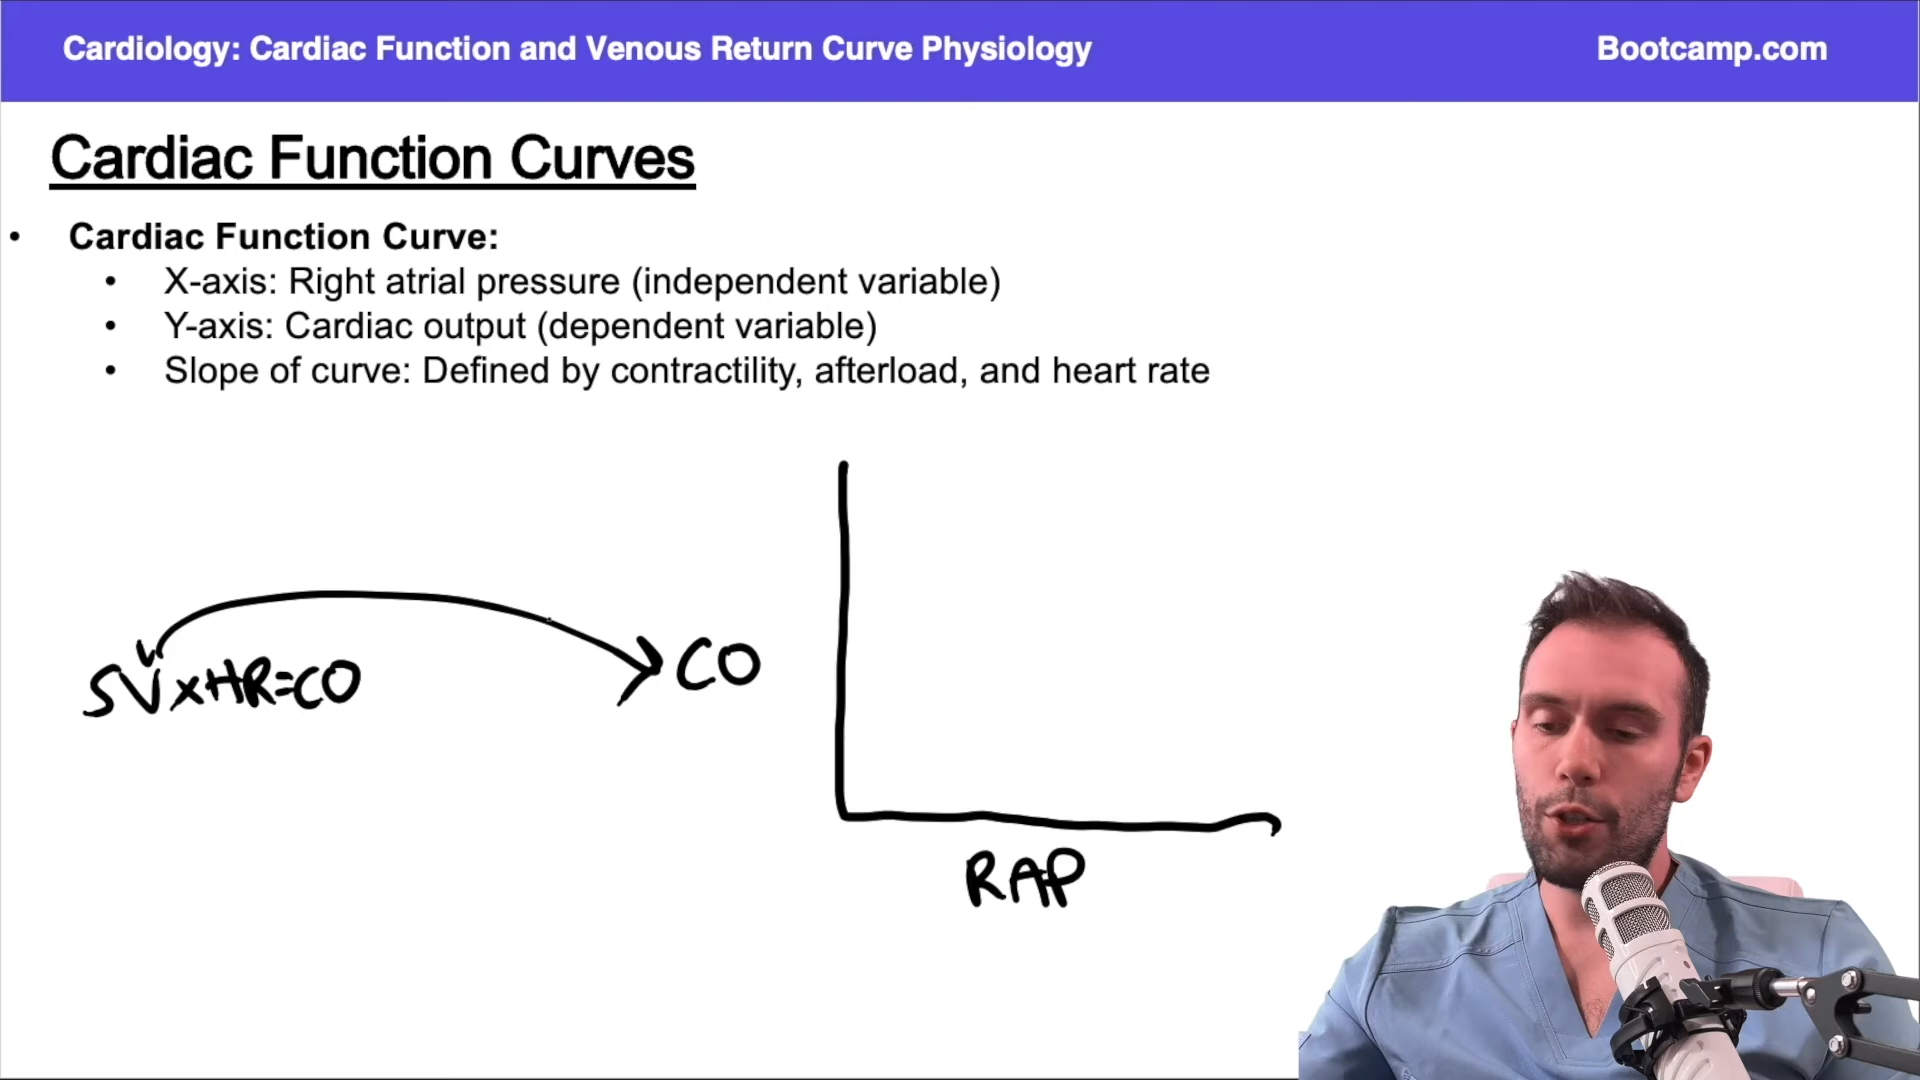 Cardiology: Cardiac Function and Venous Return Curve Physiology
Bootcamp.com
Cardiac Function Curves
• Cardiac Function Curve:
• X-axis: Right atrial pressure (independent variable)
• Y-axis: Cardiac output (dependent variable)
• Slope of curve: Defined by contractility, afterload, and heart rate
SV×HR=CO
CO
RAP